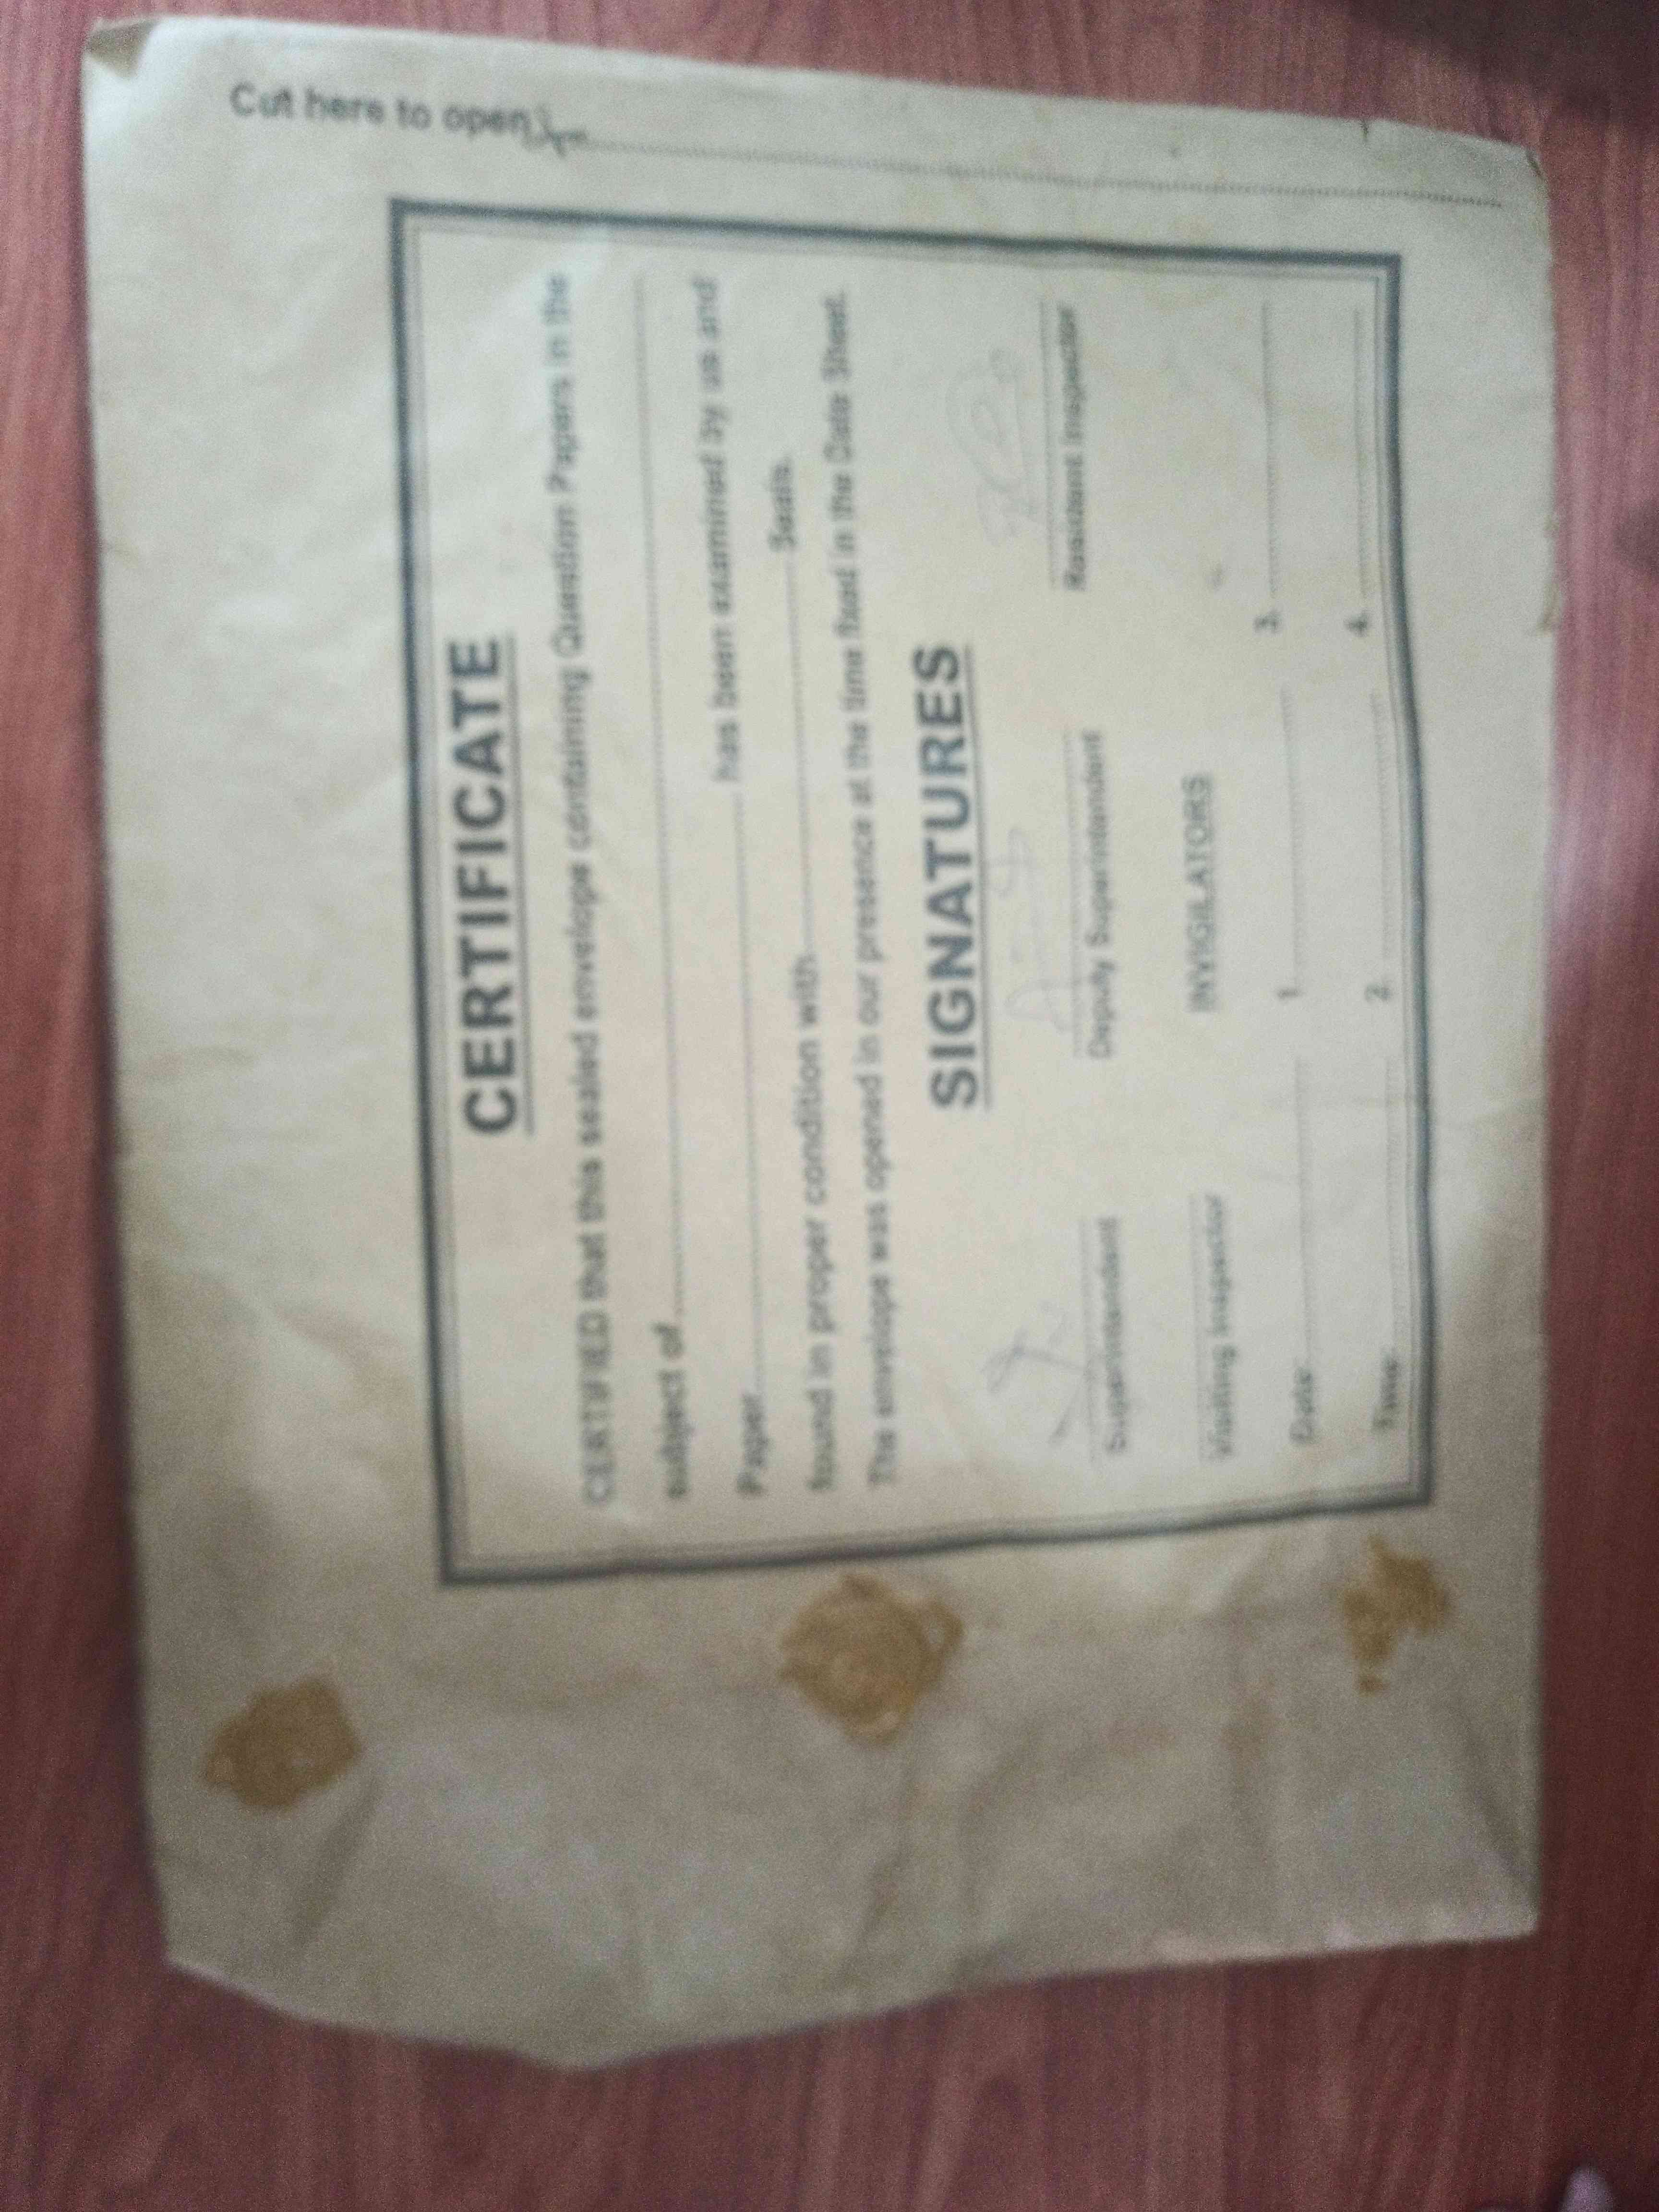 Cut here to open
CERTIFICATE
CERTIFIED that this sealed envelope containing Question Papers in the
subject of
Paper has been examined by us and
found in proper condition with Seals.
The envelope was opened in our presence at the time fixed in the Date Sheet.
SIGNATURES
Superintendent Deputy Superintendent Resident Inspector
Visiting Inspector INVIGILATORS
Date 1. 3.
Time 2. 4.